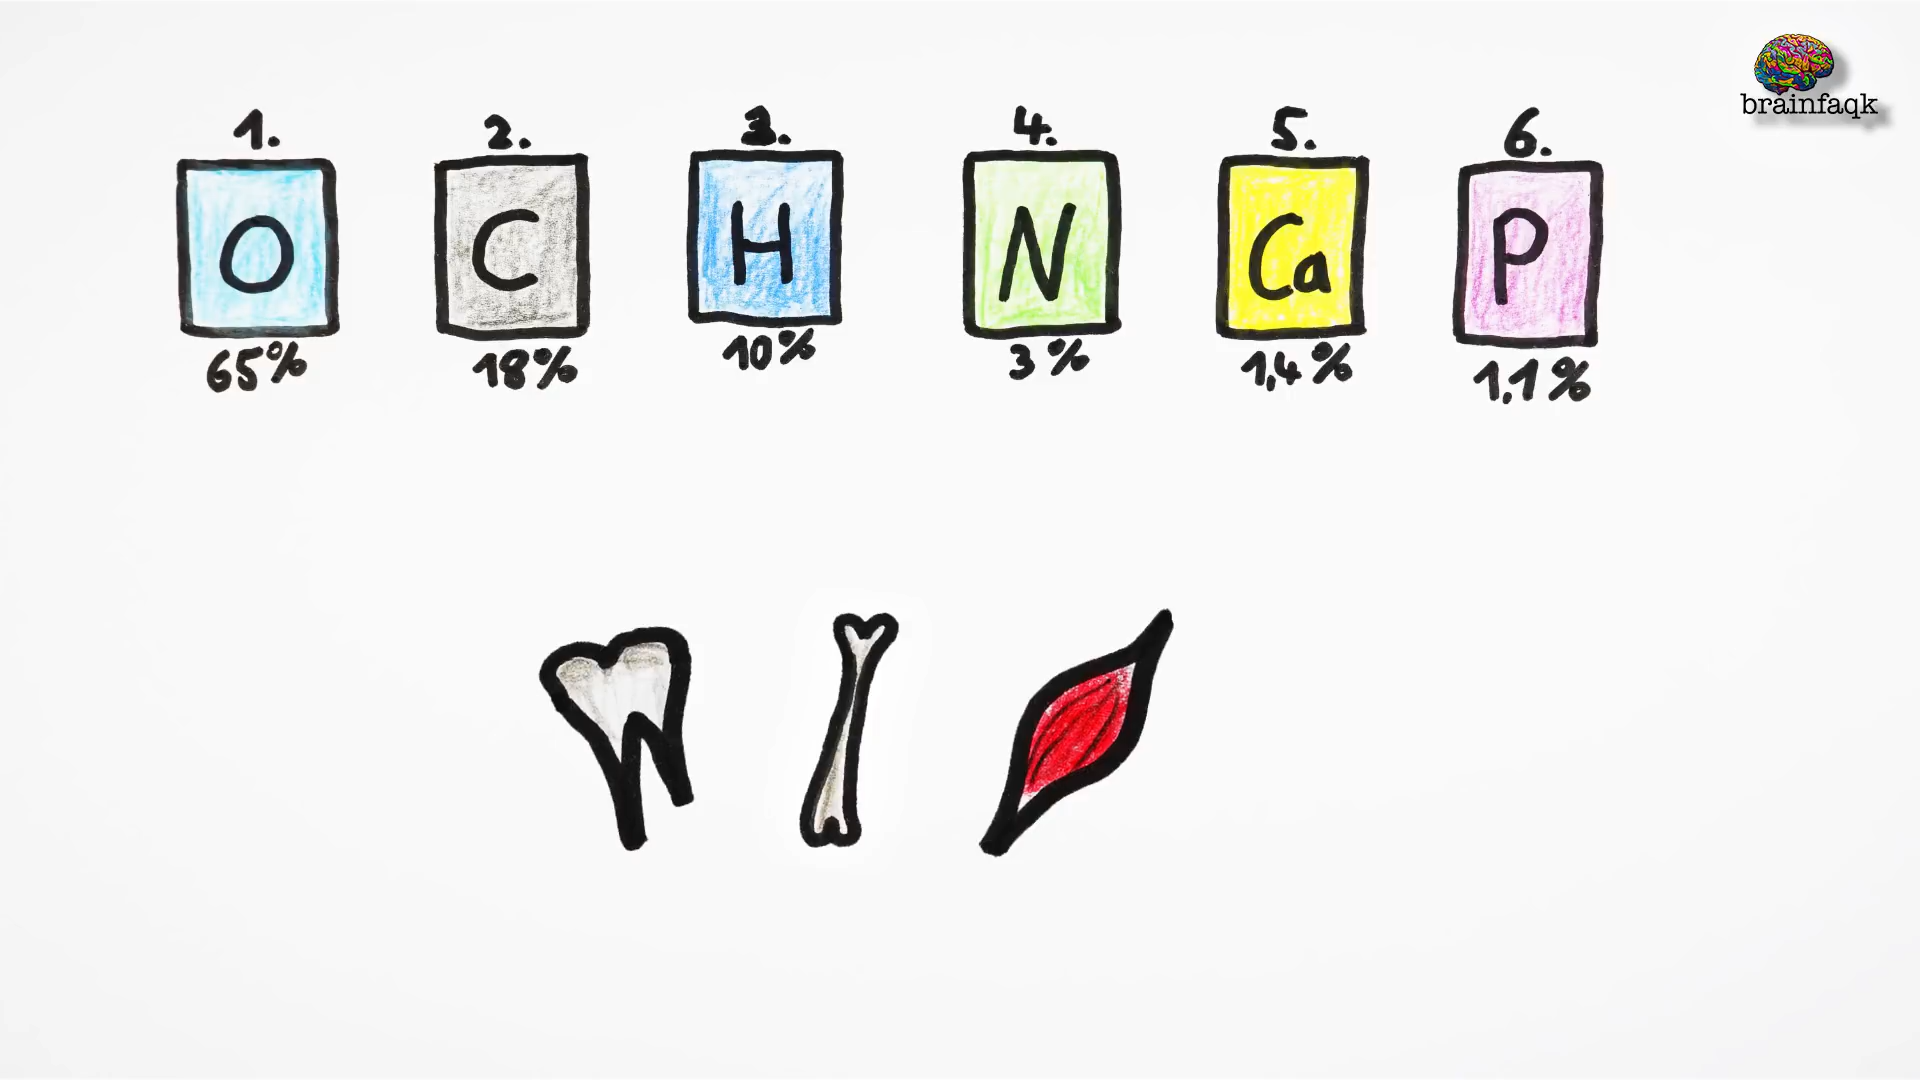 brainfaqk
1. 2. 3. 4. 5. 6.
O C H N Ca P
65% 18% 10% 3% 1,4% 1,1%